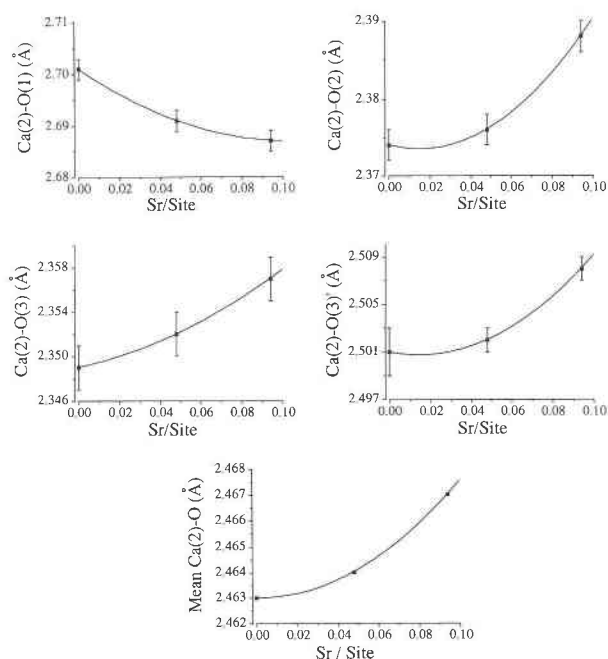 Ca(2)-O(1) (Å)
2.71
2.70
2.69
2.68
0.00 0.02 0.04 0.06 0.08 0.10
Sr/Site
Ca(2)-O(2) (Å)
2.39
2.38
2.37
0.00 0.02 0.04 0.06 0.08 0.10
Sr/Site
Ca(2)-O(3) (Å)
2.358
2.354
2.350
2.346
0.00 0.02 0.04 0.06 0.08 0.10
Sr/Site
Ca(2)-O(3)' (Å)
2.509
2.505
2.501
2.497
0.00 0.02 0.04 0.06 0.08 0.10
Sr/Site
Mean Ca(2)-O (Å)
2.468
2.467
2.466
2.465
2.464
2.463
2.462
0.00 0.02 0.04 0.06 0.08 0.10
Sr / Site